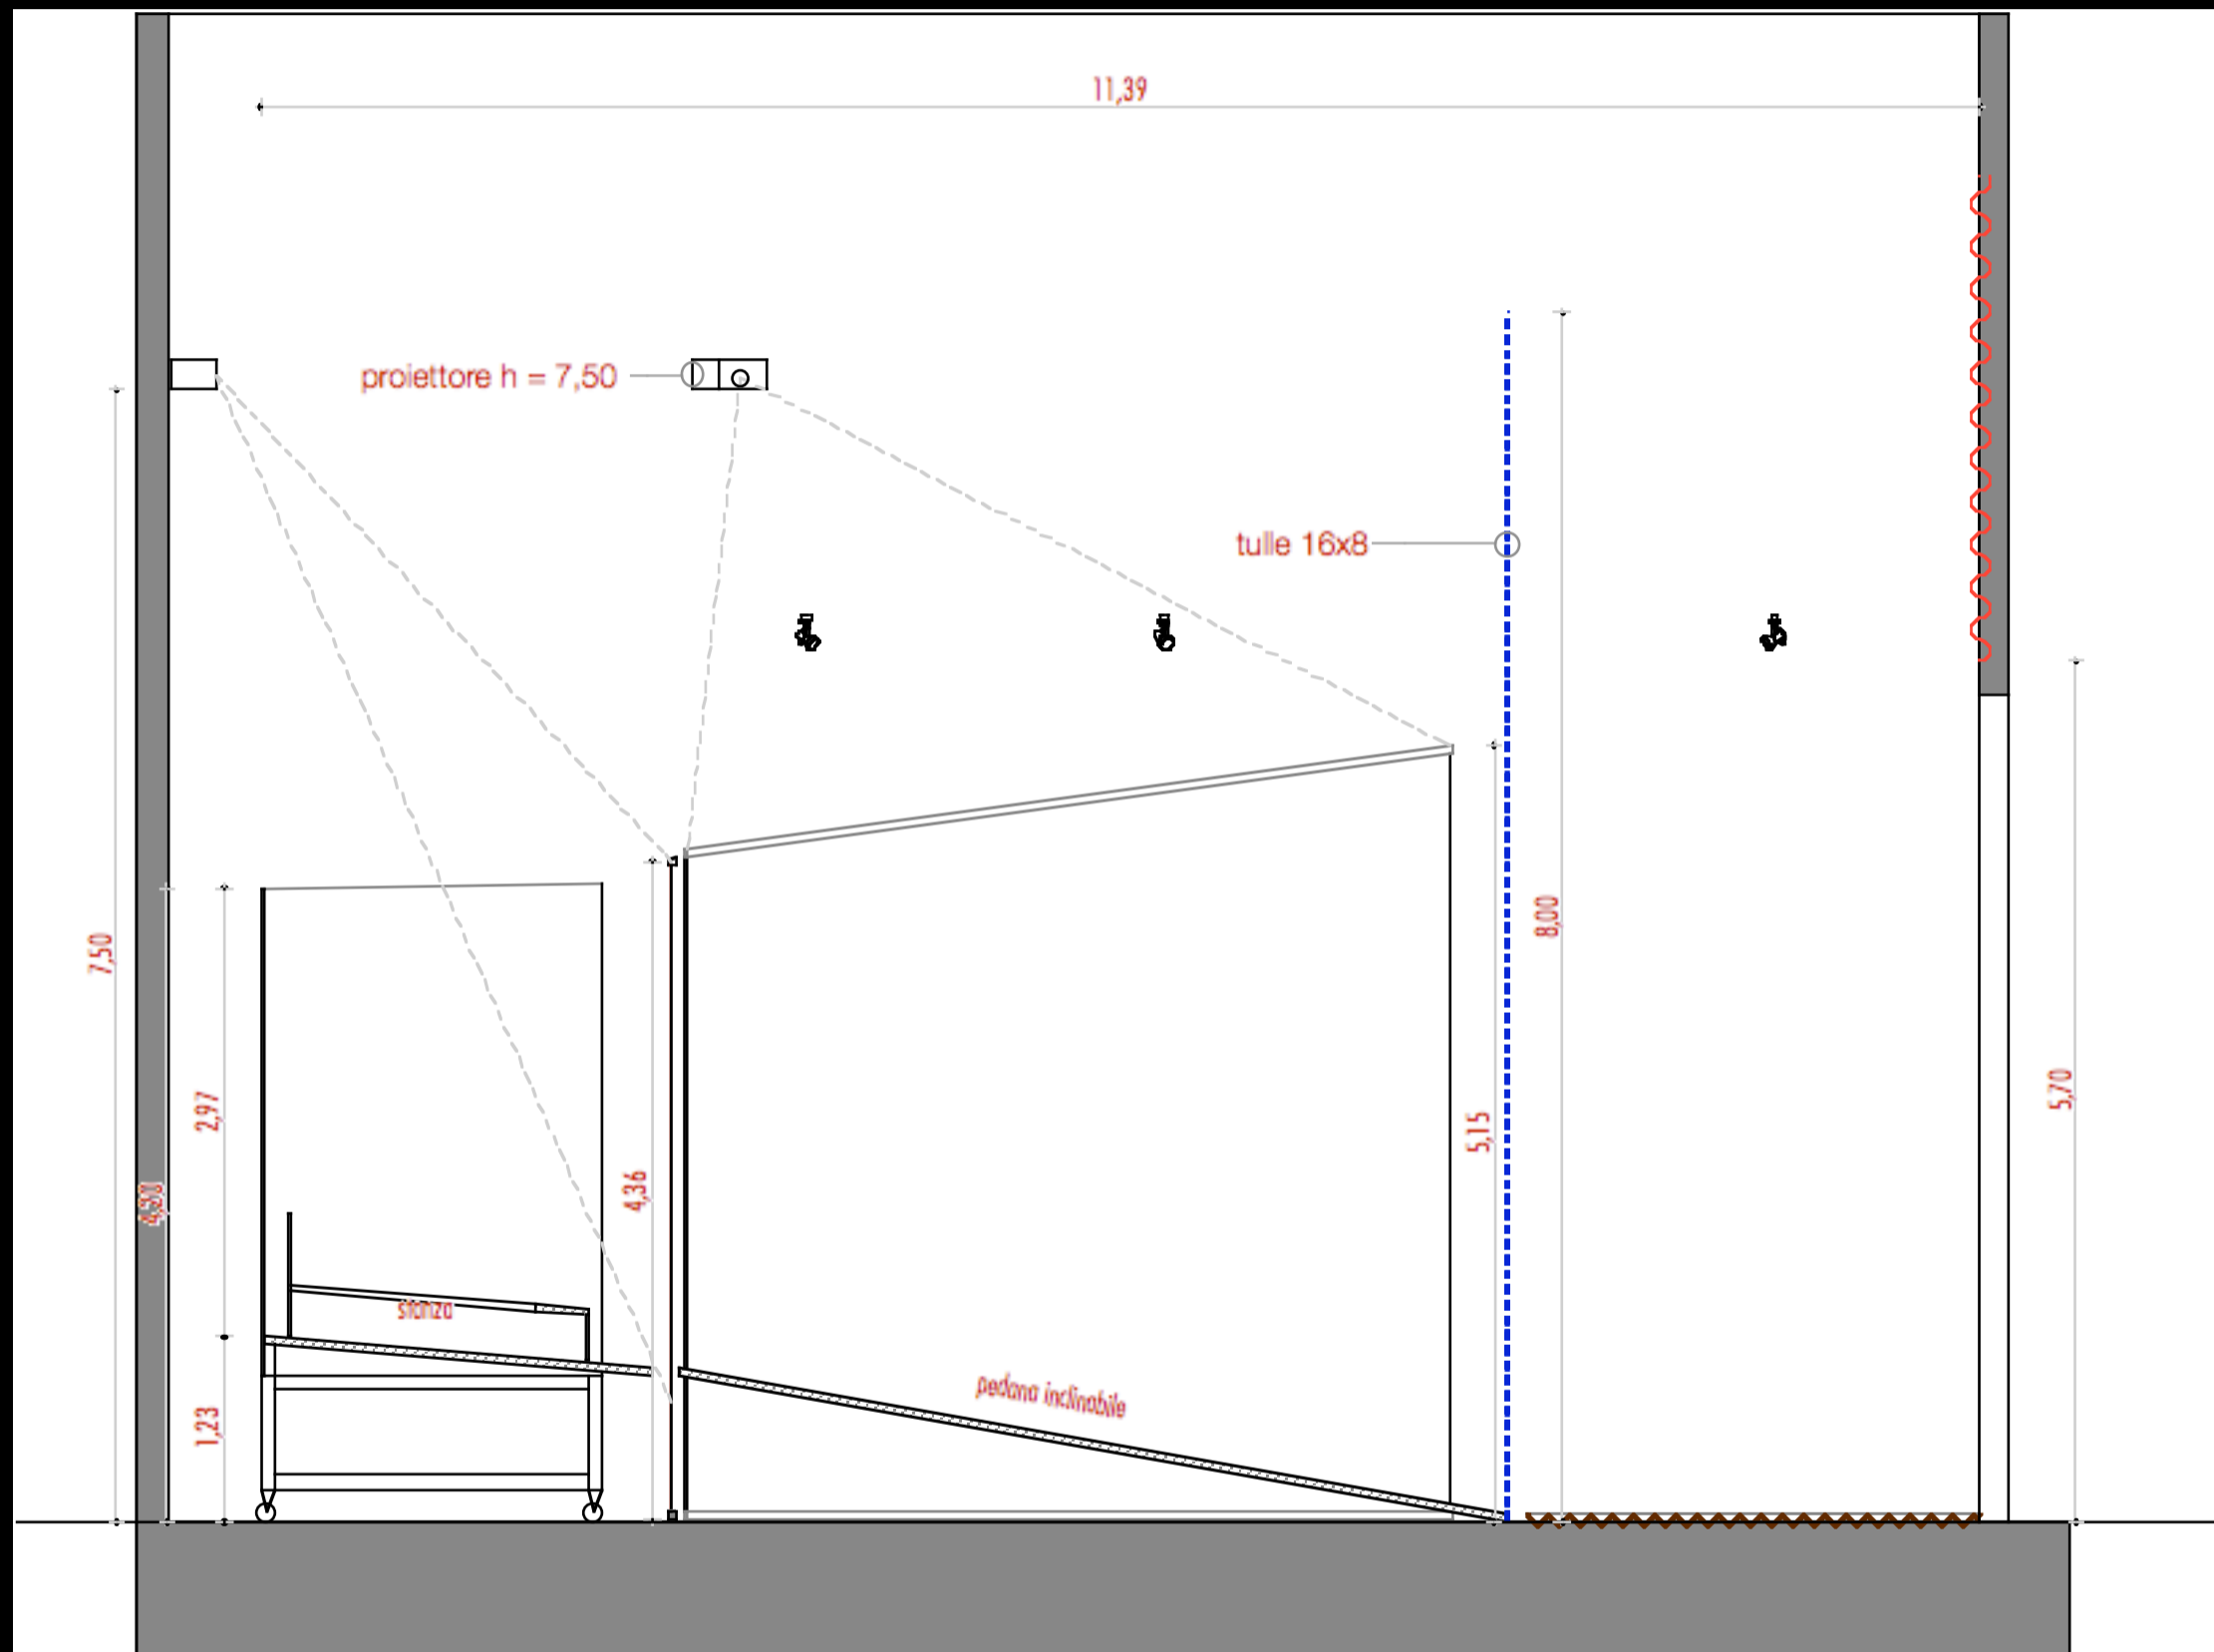 11,39
proiettore h = 7,50
tulle 16x8
7,50
8,00
2,97
5,70
5,15
4,36
stanza
pedana inclinabile
1,23